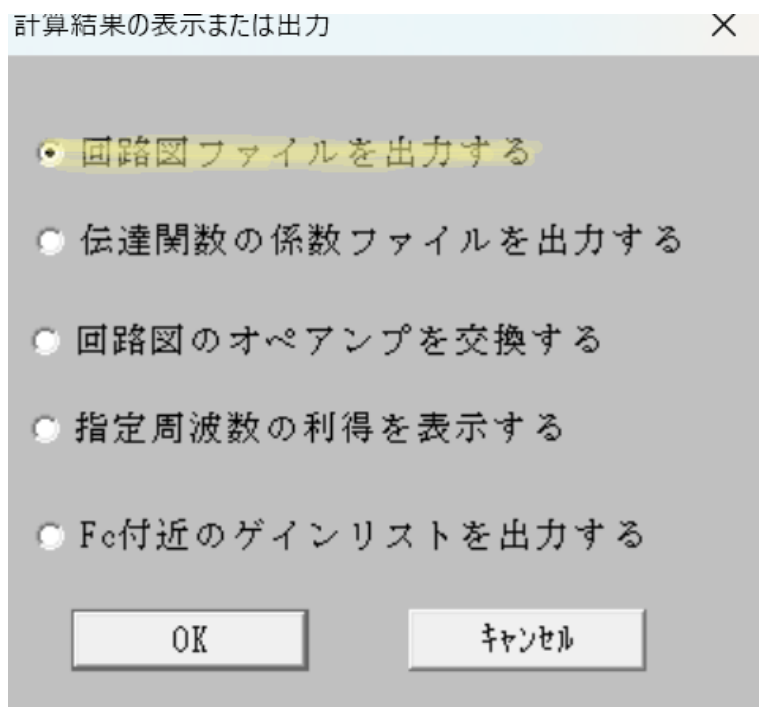 計算結果の表示または出力
回路図ファイルを出力する
伝達関数の係数ファイルを出力する
回路図のオペアンプを交換する
指定周波数の利得を表示する
Fc付近のゲインリストを出力する
OK
ｷｬﾝｾﾙ